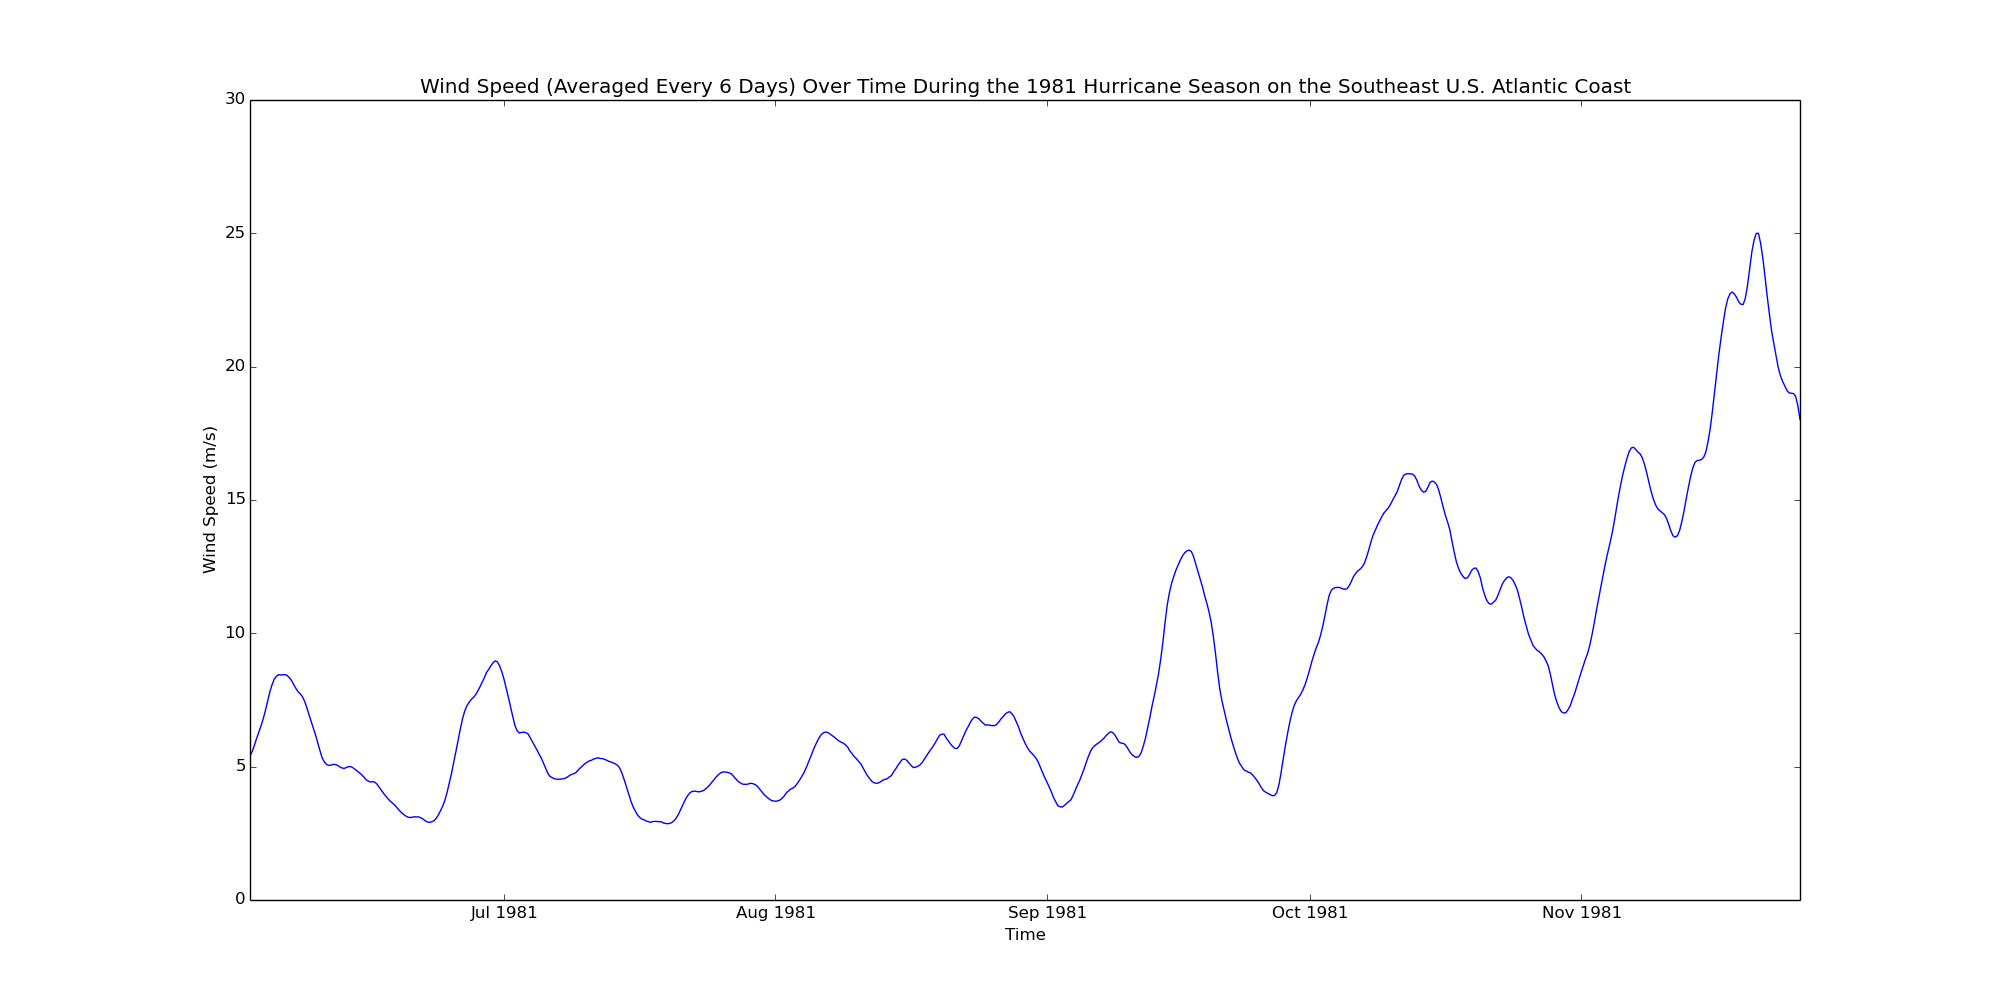 Wind Speed (Averaged Every 6 Days) Over Time During the 1981 Hurricane Season on the Southeast U.S. Atlantic Coast
30
25
20
15
10
5
0
Wind Speed (m/s)
Jul 1981
Aug 1981
Sep 1981
Oct 1981
Nov 1981
Time